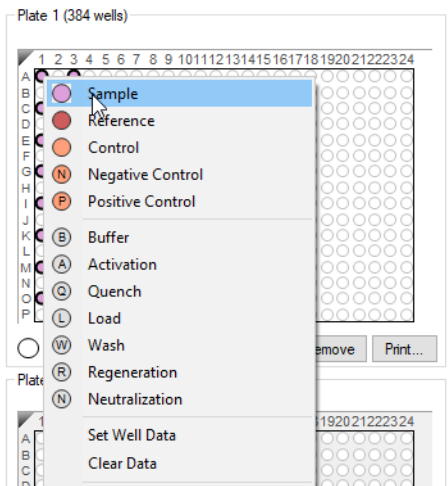 Plate 1 (384 wells)
1 2 3 4 5 6 7 8 9 10 11 12 13 14 15 16 17 18 19 20 21 22 23 24
A
B
Sample
C
D
Reference
E
Control
F
G
N Negative Control
H
I
P Positive Control
J
K
B Buffer
L
M
A Activation
N
Q Quench
O
P
L Load
W Wash
emove
Print...
R Regeneration
Plate
N Neutralization
1
19 20 21 22 23 24
A
Set Well Data
B
C
Clear Data
D